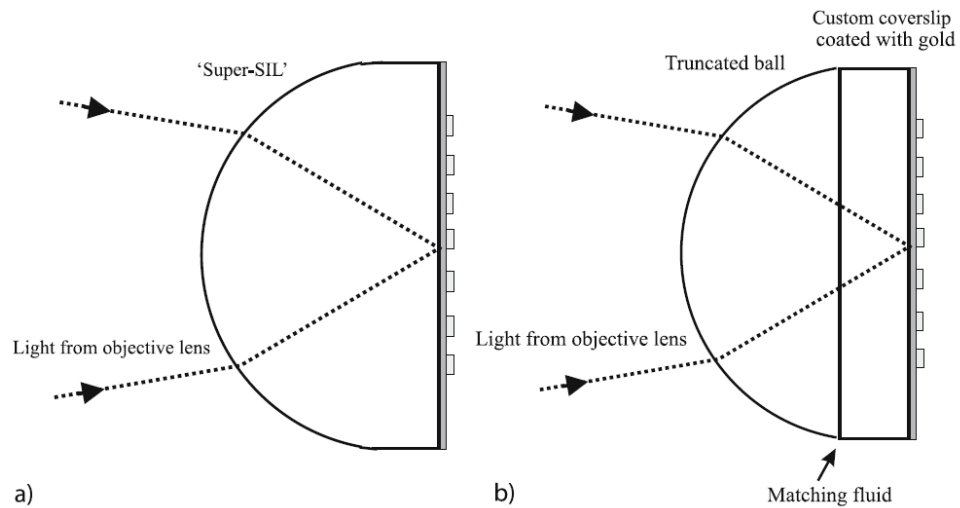 'Super-SIL'
Light from objective lens
a)
Custom coverslip
coated with gold
Truncated ball
Light from objective lens
Matching fluid
b)